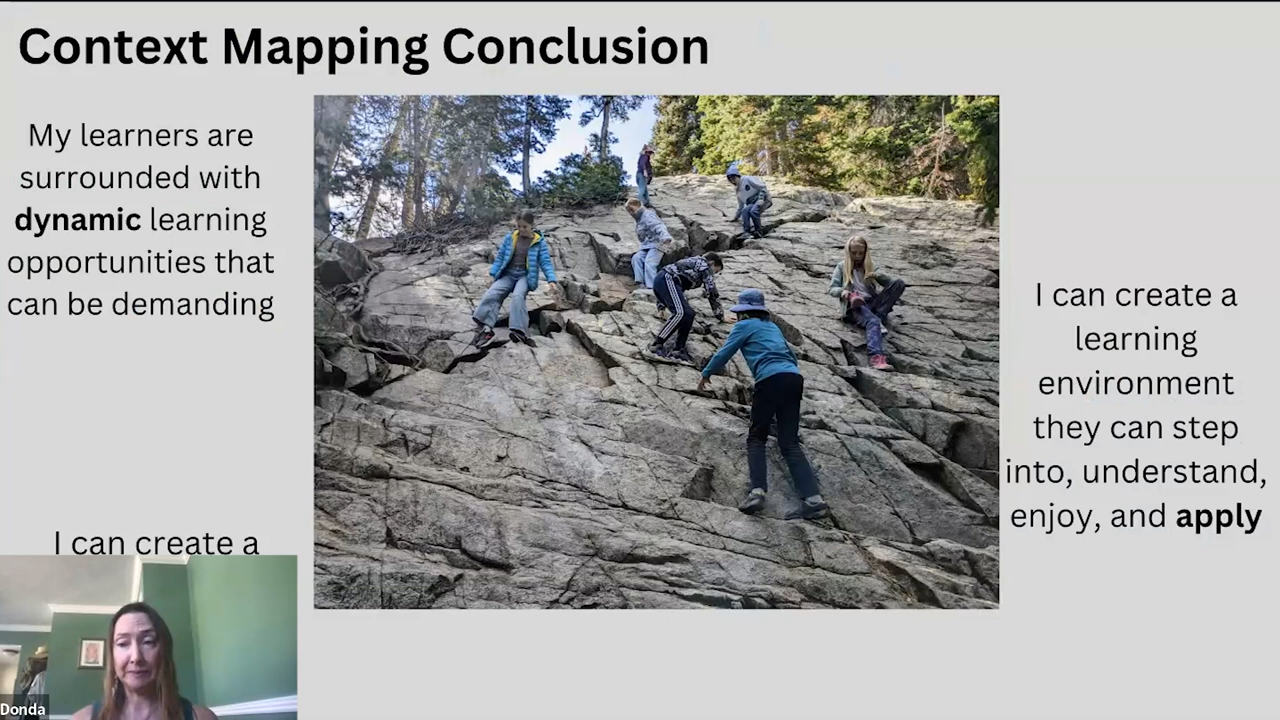 Context Mapping Conclusion
My learners are
surrounded with
dynamic learning
opportunities that
can be demanding
I can create a
learning
environment
they can step
into, understand,
enjoy, and apply
I can create a
Donda